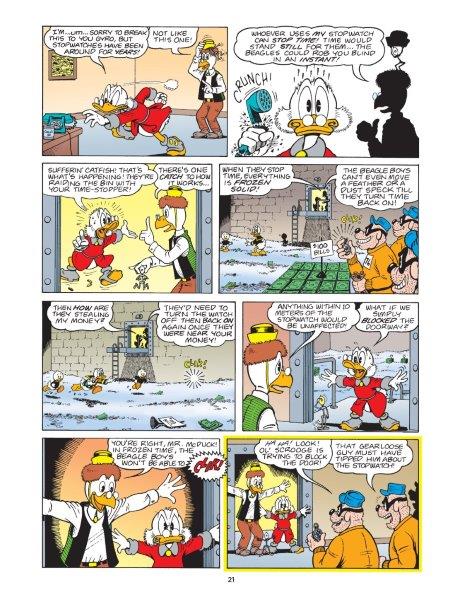 I'M...um... SORRY TO BREAK
THIS TO YOU GYRO, BUT
STOPWATCHES HAVE BEEN
AROUND FOR YEARS!
NOT LIKE
THIS ONE!
WHOEVER USES MY STOPWATCH
CAN STOP TIME! TIME WOULD
STAND STILL FOR THEM... THE
BEAGLES COULD ROB YOU BLIND
IN AN INSTANT!
CRUNCH!
SUFFERIN' CATFISH! THAT'S
WHAT'S HAPPENING! THEY'RE
RAIDING THE BIN WITH
YOUR TIME-STOPPER!
THERE'S ONE
CATCH TO HOW
IT WORKS...
WHEN THEY STOP
TIME, EVERYTHING
IS FROZEN
SOLID!
THE BEAGLE BOYS
CAN'T EVEN MOVE
A FEATHER OR A
DUST SPECK TILL
THEY TURN TIME
BACK ON!
CLIK!
$100
BILLS
THEN HOW ARE
THEY STEALING
MY MONEY?
THEY'D NEED TO
TURN THE WATCH
OFF THEN BACK ON
AGAIN ONCE THEY
WERE NEAR YOUR
MONEY!
CLIK!
ANYTHING WITHIN 10
METERS OF THE
STOPWATCH WOULD
BE UNAFFECTED!
WHAT IF WE
SIMPLY
BLOCKED THE
DOORWAY?
YOU'RE RIGHT, MR. McDUCK!
IN FROZEN TIME, THE
BEAGLE BOYS
WON'T BE ABLE TO
CLIK!
HA HA! LOOK!
OL' SCROOGE IS
TRYING TO BLOCK
THE DOOR!
THAT GEARLOOSE
GUY MUST HAVE
TIPPED HIM ABOUT
THE STOPWATCH!
21